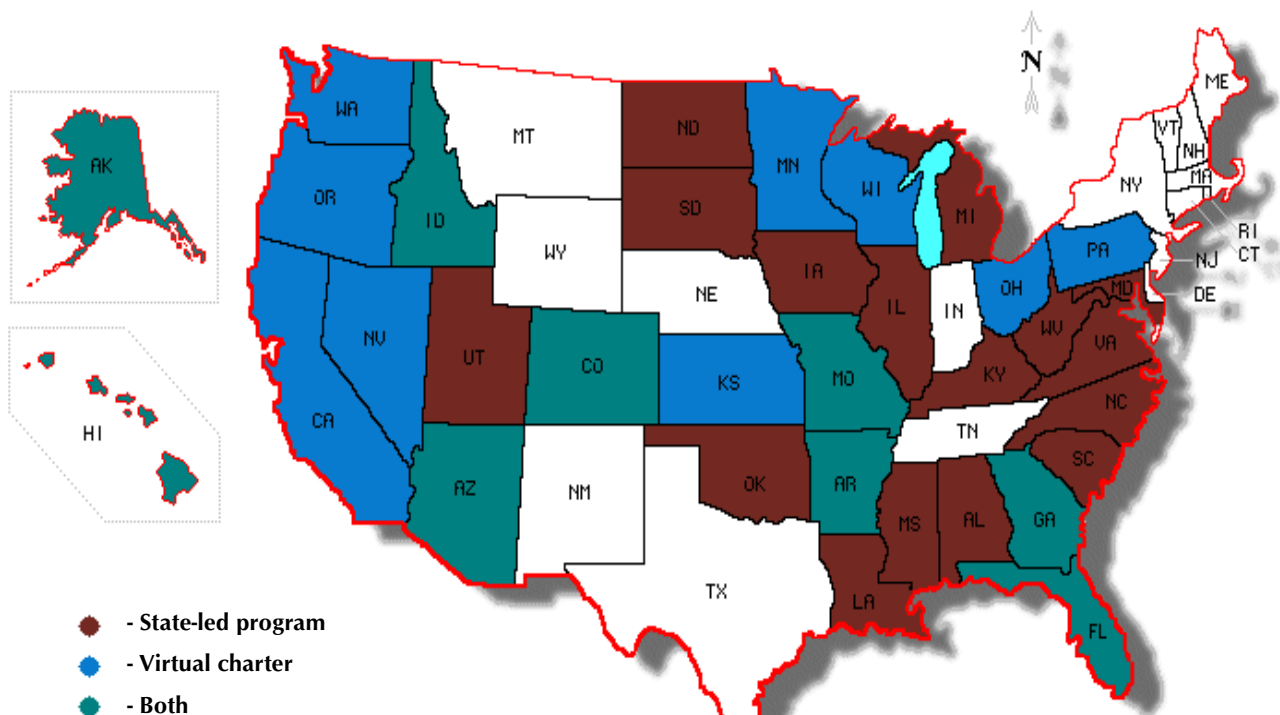 N
ME
WA
VT
ND
MT
NH
MN
AK
MA
NY
WI
OR
SD
MI
ID
RI
PA
CT
WY
NJ
IA
OH
MD
NE
DE
IL
IN
WV
NV
VA
UT
CO
KY
MO
KS
NC
CA
HI
TN
SC
OK
AR
AZ
NM
GA
AL
MS
TX
LA
FL
- State-led program
- Virtual charter
- Both